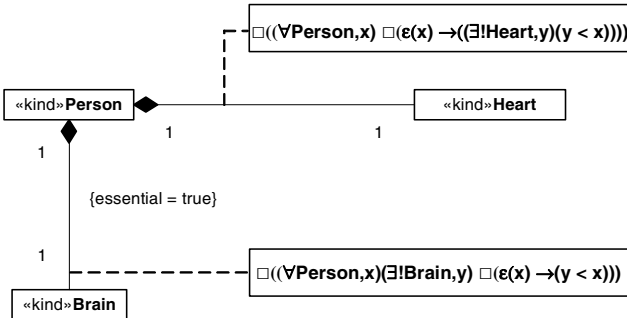 □((∀Person,x) □(ε(x) →((∃!Heart,y)(y < x))))
«kind»Person
«kind»Heart
1
1
1
{essential = true}
1
□((∀Person,x)(∃!Brain,y) □(ε(x) →(y < x)))
«kind»Brain